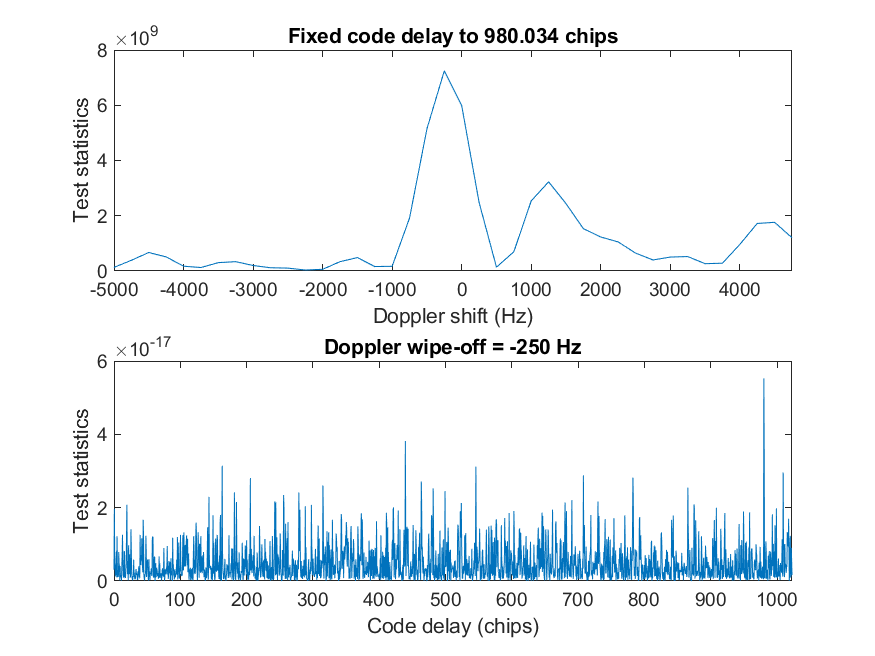 ×10^9
Fixed code delay to 980.034 chips
8
6
4
2
0
Test statistics
-5000 -4000 -3000 -2000 -1000 0 1000 2000 3000 4000
Doppler shift (Hz)
×10^-17
Doppler wipe-off = -250 Hz
6
4
2
0
Test statistics
0 100 200 300 400 500 600 700 800 900 1000
Code delay (chips)